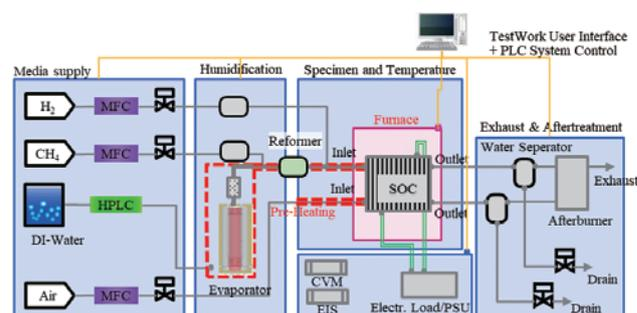 TestWork User Interface
+ PLC System Control
Media supply
Humidification
Specimen and Temperature
H2
MFC
Furnace
Reformer
Exhaust & Aftertreatment
CH4
MFC
Inlet
Outlet
Water Seperator
Exhaust
HPLC
Inlet
SOC
Pre-Heating
Outlet
Afterburner
DI-Water
Air
MFC
Evaporator
CVM
EIS
Electr. Load/PSU
Drain
Drain